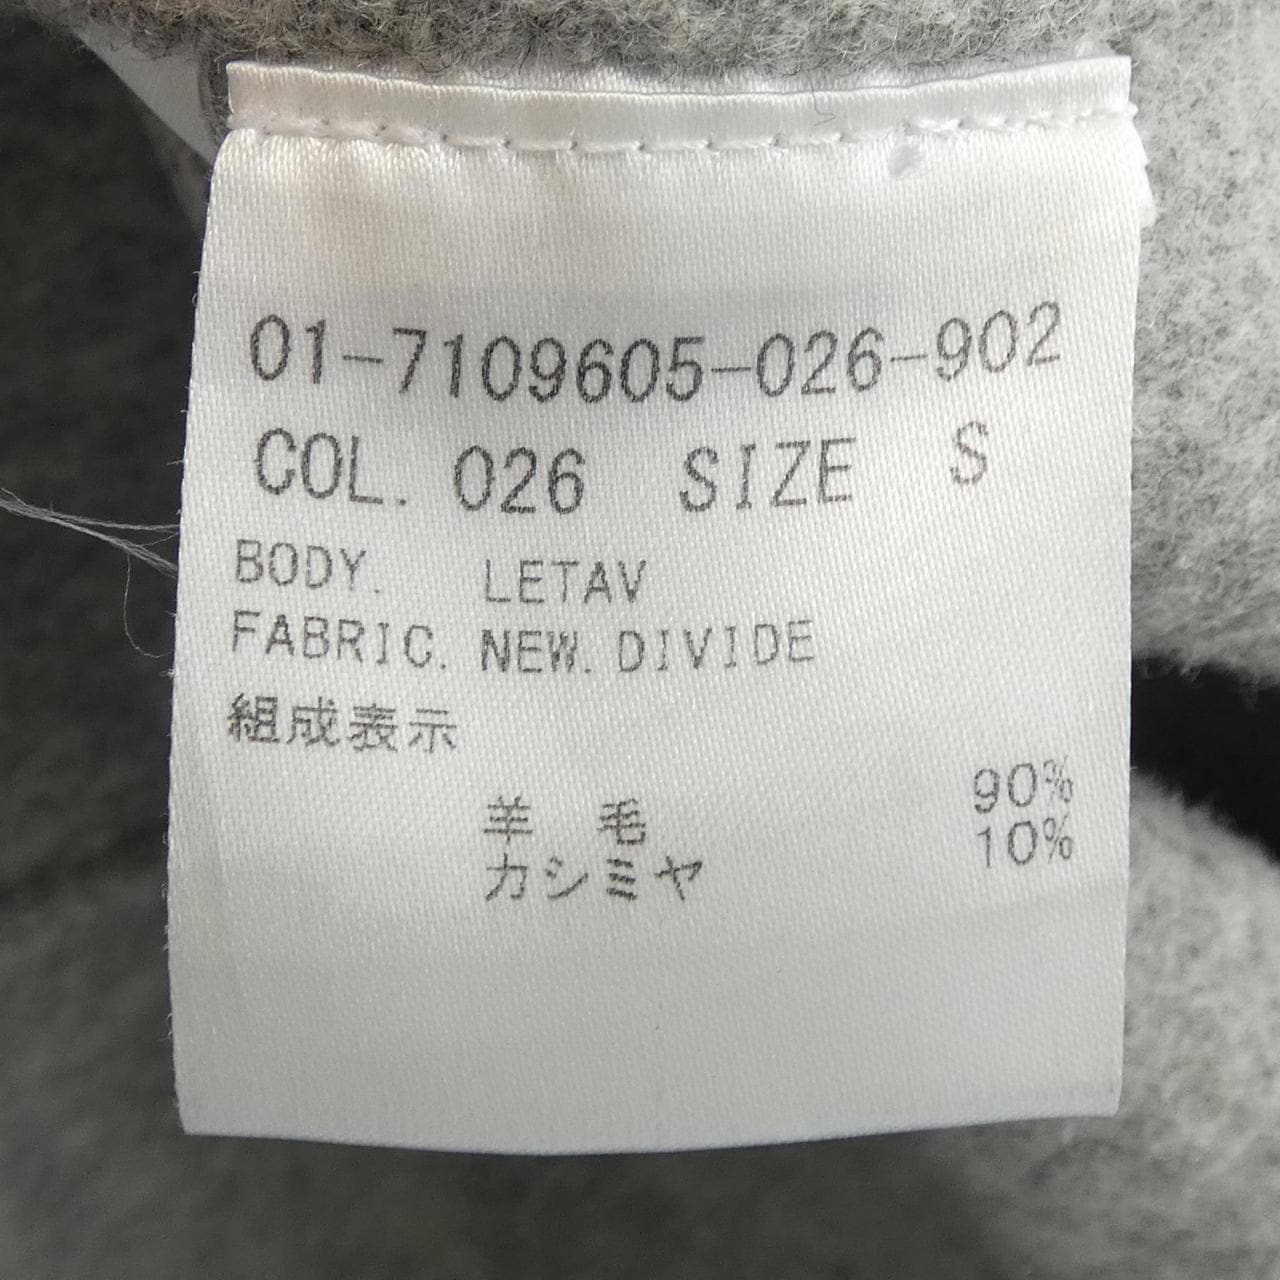 01-7109605-026-902
COL. 026 SIZE S
BODY. LETAV
FABRIC. NEW. DIVIDE
組成表示
羊 毛 90%
カシミヤ 10%